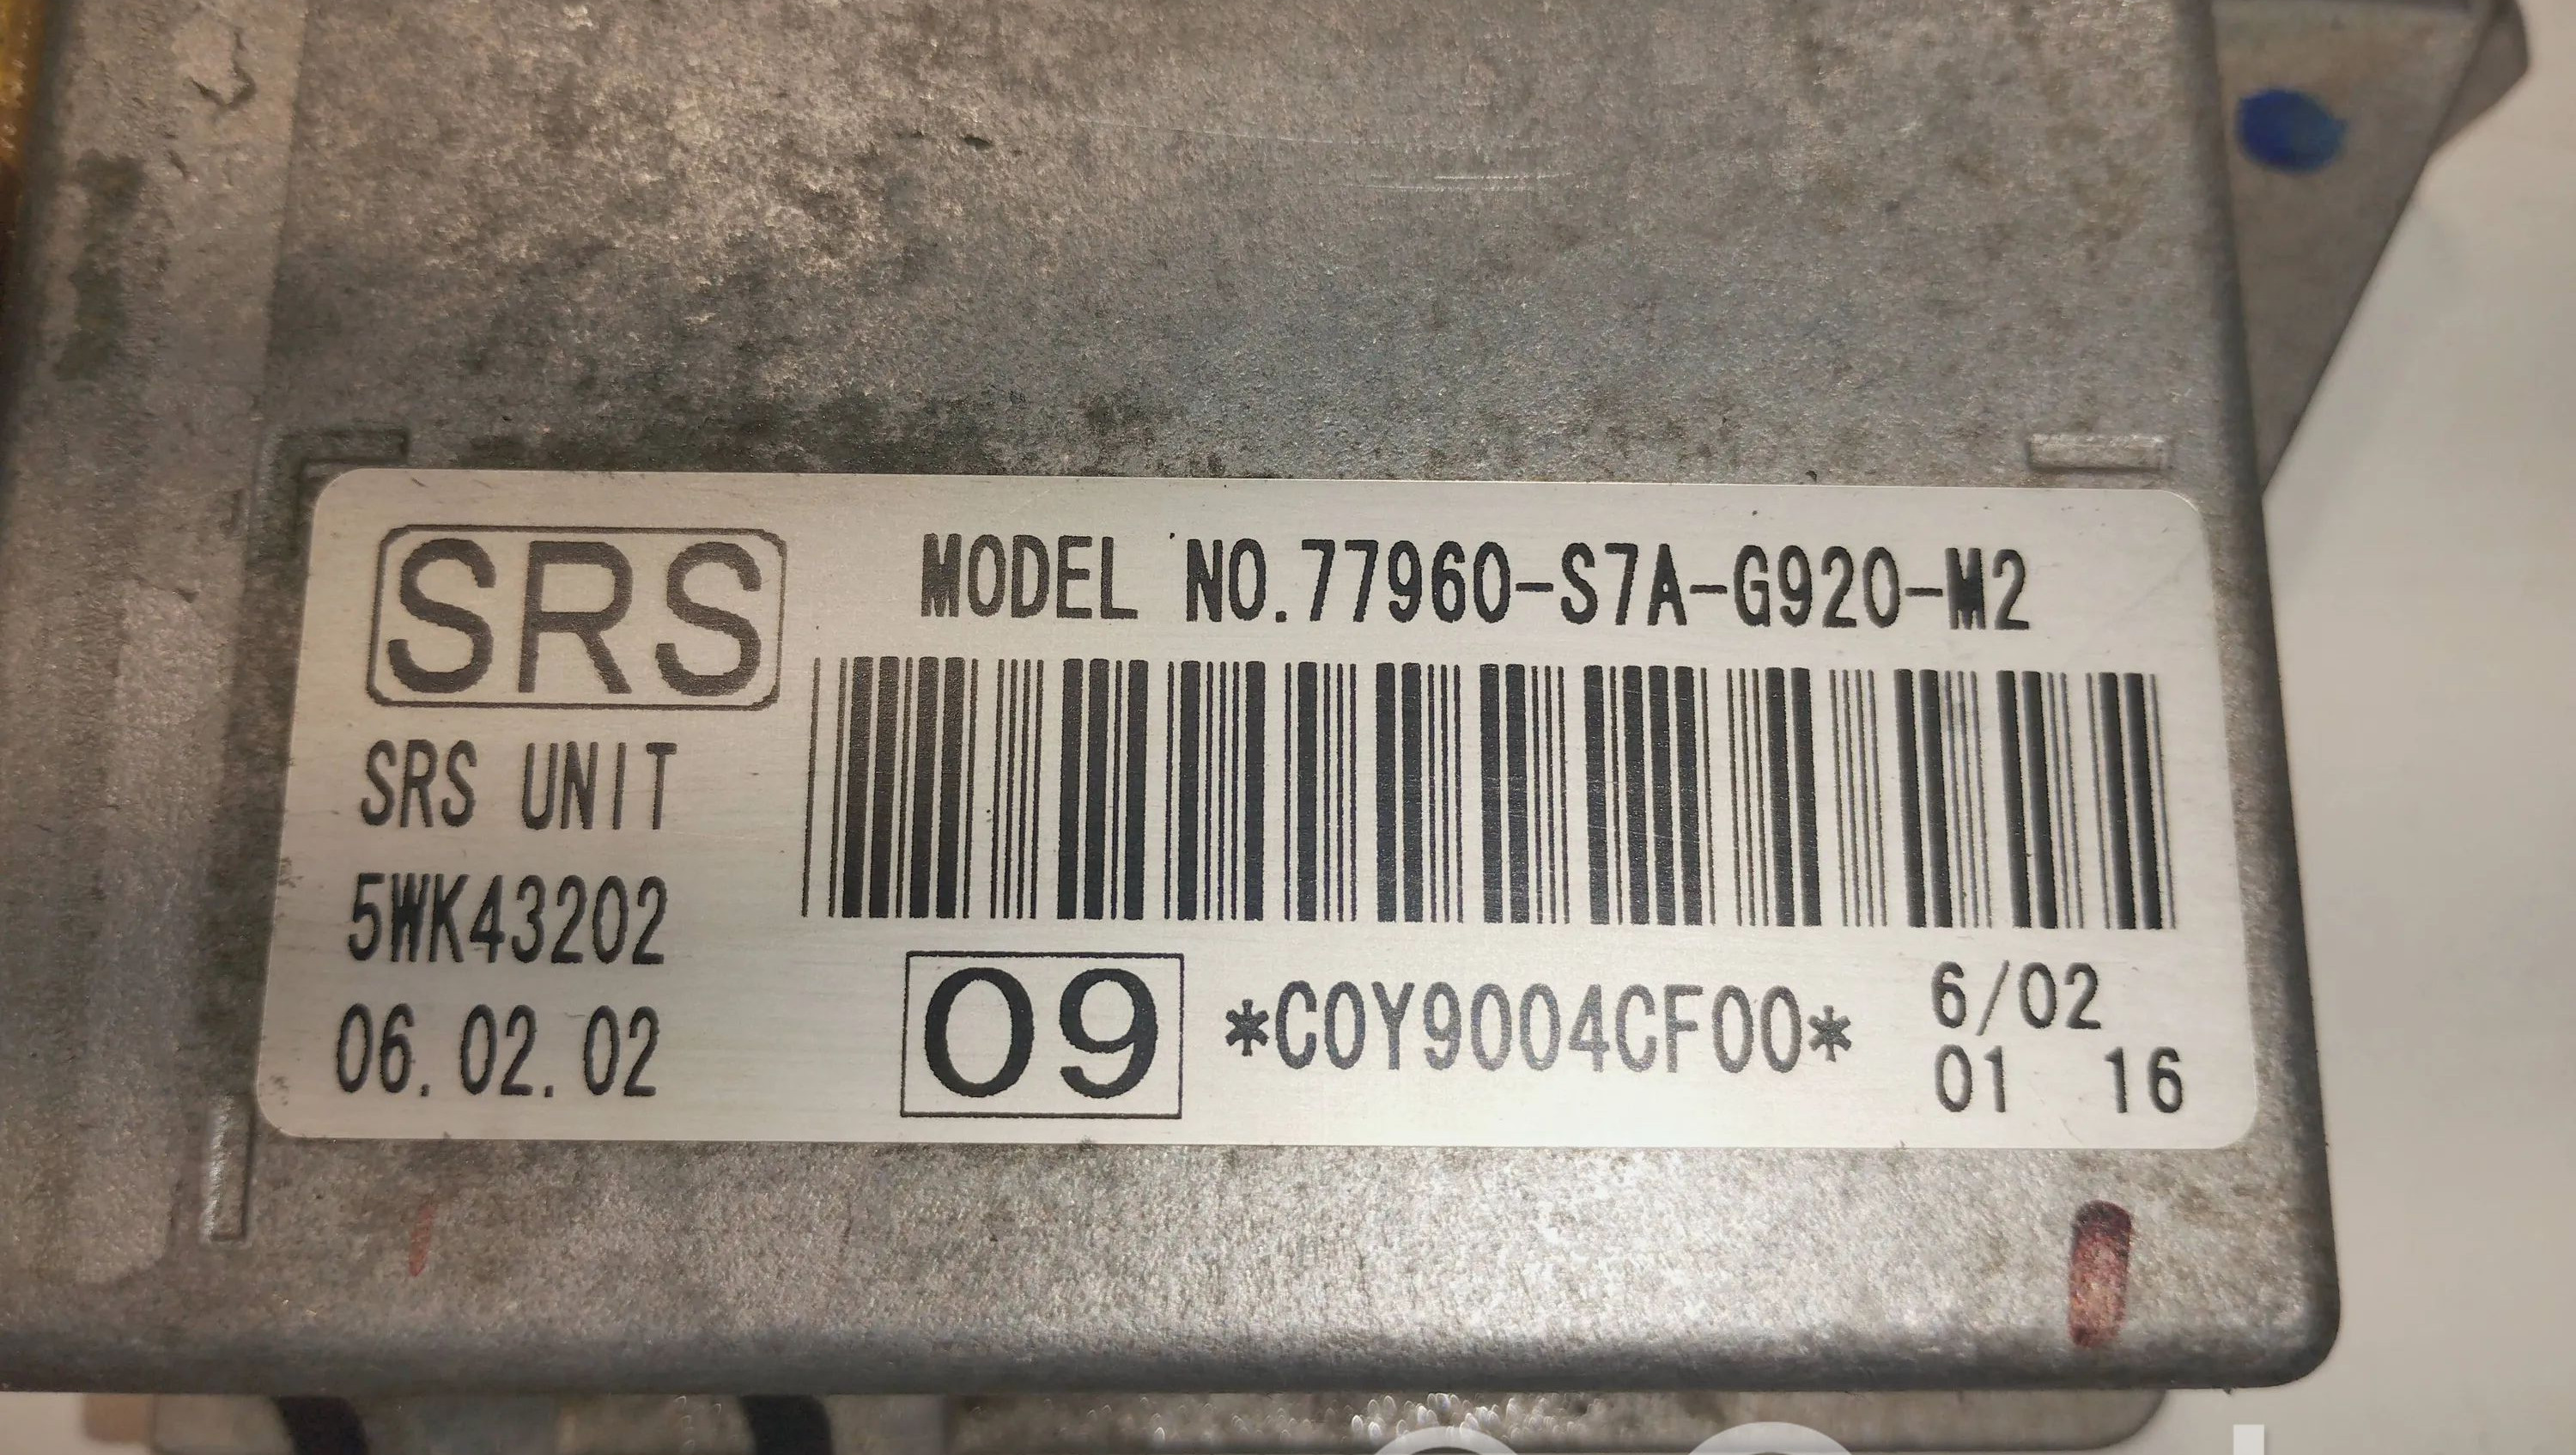 SRS
MODEL NO.77960-S7A-G920-M2
SRS UNIT
5WK43202
06.02.02
09
*C0Y9004CF00*
6/02
01 16